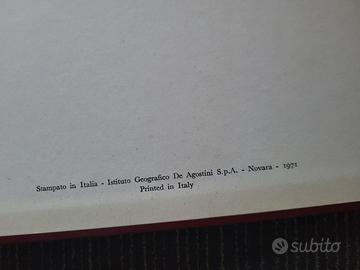 Stampato in Italia - Istituto Geografico De Agostini S.p.A. - Novara - 1971
Printed in Italy
subito